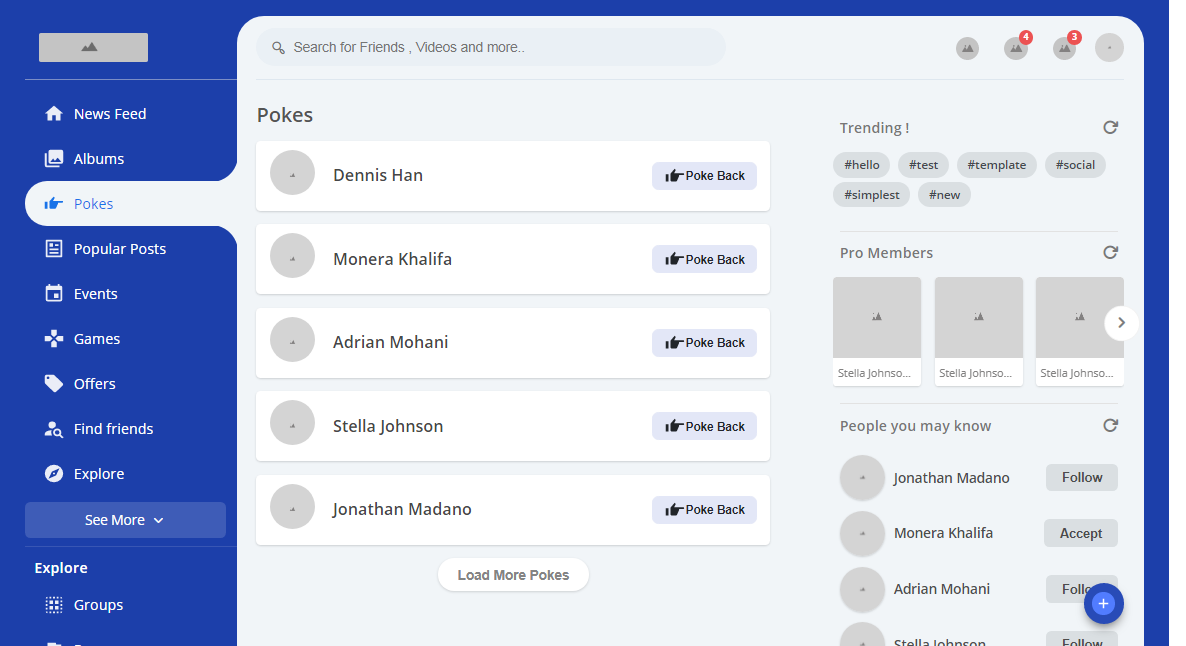 Search for Friends , Videos and more..
4
3
News Feed
Albums
Pokes
Popular Posts
Events
Games
Offers
Find friends
Explore
See More
Explore
Groups
Pokes
Dennis Han
Poke Back
Monera Khalifa
Poke Back
Adrian Mohani
Poke Back
Stella Johnson
Poke Back
Jonathan Madano
Poke Back
Load More Pokes
Trending !
#hello #test #template #social
#simplest #new
Pro Members
Stella Johnso... Stella Johnso... Stella Johnso...
People you may know
Jonathan Madano Follow
Monera Khalifa Accept
Adrian Mohani Follow
Stella Johnson Follow